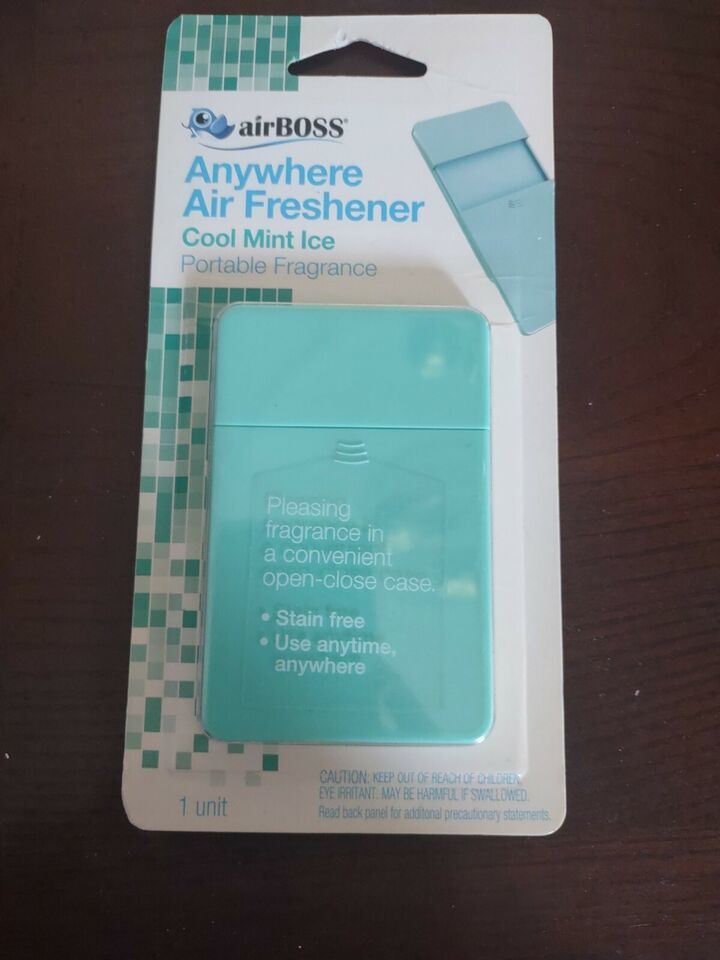 airBOSS®
Anywhere
Air Freshener
Cool Mint Ice
Portable Fragrance
Pleasing
fragrance in
a convenient
open-close case.
• Stain free
• Use anytime,
anywhere
1 unit
CAUTION: KEEP OUT OF REACH OF CHILDREN.
EYE IRRITANT. MAY BE HARMFUL IF SWALLOWED.
Read back panel for additonal precautionary statements.